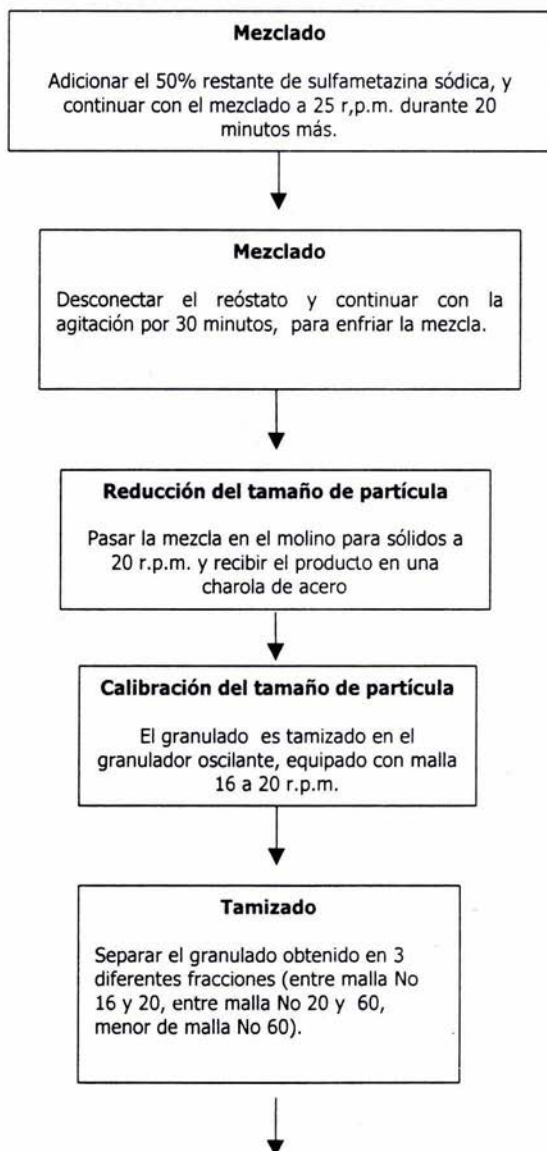 Mezclado
Adicionar el 50% restante de sulfametazina sódica, y
continuar con el mezclado a 25 r,p.m. durante 20
minutos más.
Mezclado
Desconectar el reóstato y continuar con la
agitación por 30 minutos, para enfriar la mezcla.
Reducción del tamaño de partícula
Pasar la mezcla en el molino para sólidos a
20 r.p.m. y recibir el producto en una
charola de acero
Calibración del tamaño de partícula
El granulado es tamizado en el
granulador oscilante, equipado con malla
16 a 20 r.p.m.
Tamizado
Separar el granulado obtenido en 3
diferentes fracciones (entre malla No
16 y 20, entre malla No 20 y 60,
menor de malla No 60).